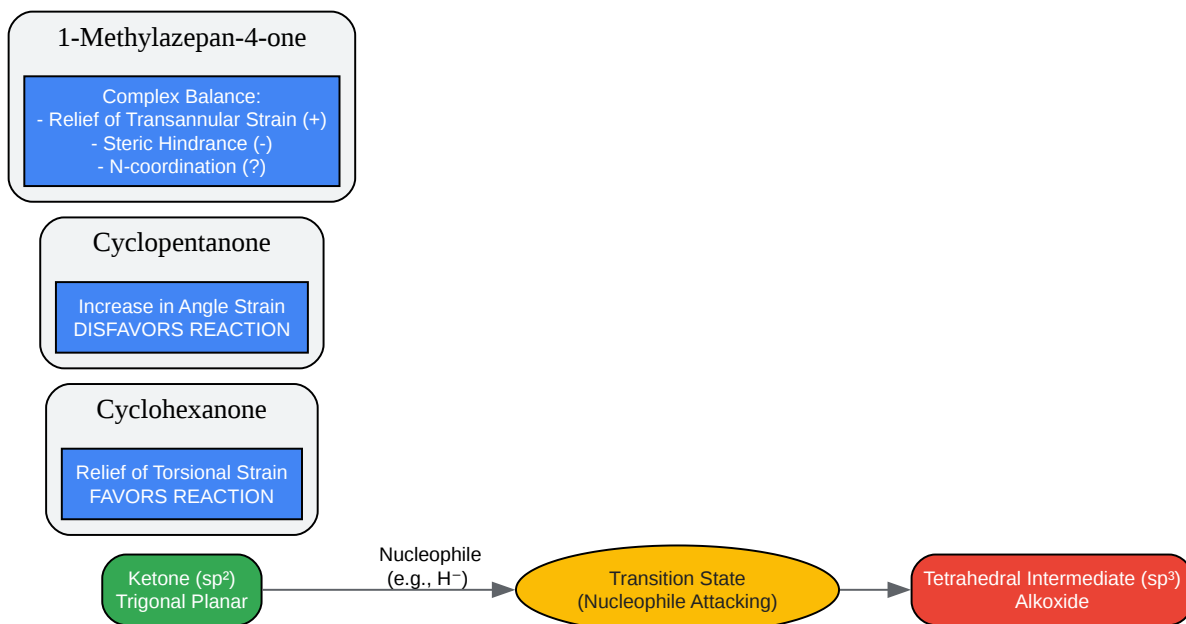 1-Methylazepan-4-one
Complex Balance:
- Relief of Transannular Strain (+)
- Steric Hindrance (-)
- N-coordination (?)
Cyclopentanone
Increase in Angle Strain
DISFAVORS REACTION
Cyclohexanone
Relief of Torsional Strain
FAVORS REACTION
Ketone (sp²)
Trigonal Planar
Nucleophile
(e.g., H⁻)
Transition State
(Nucleophile Attacking)
Tetrahedral Intermediate (sp³)
Alkoxide